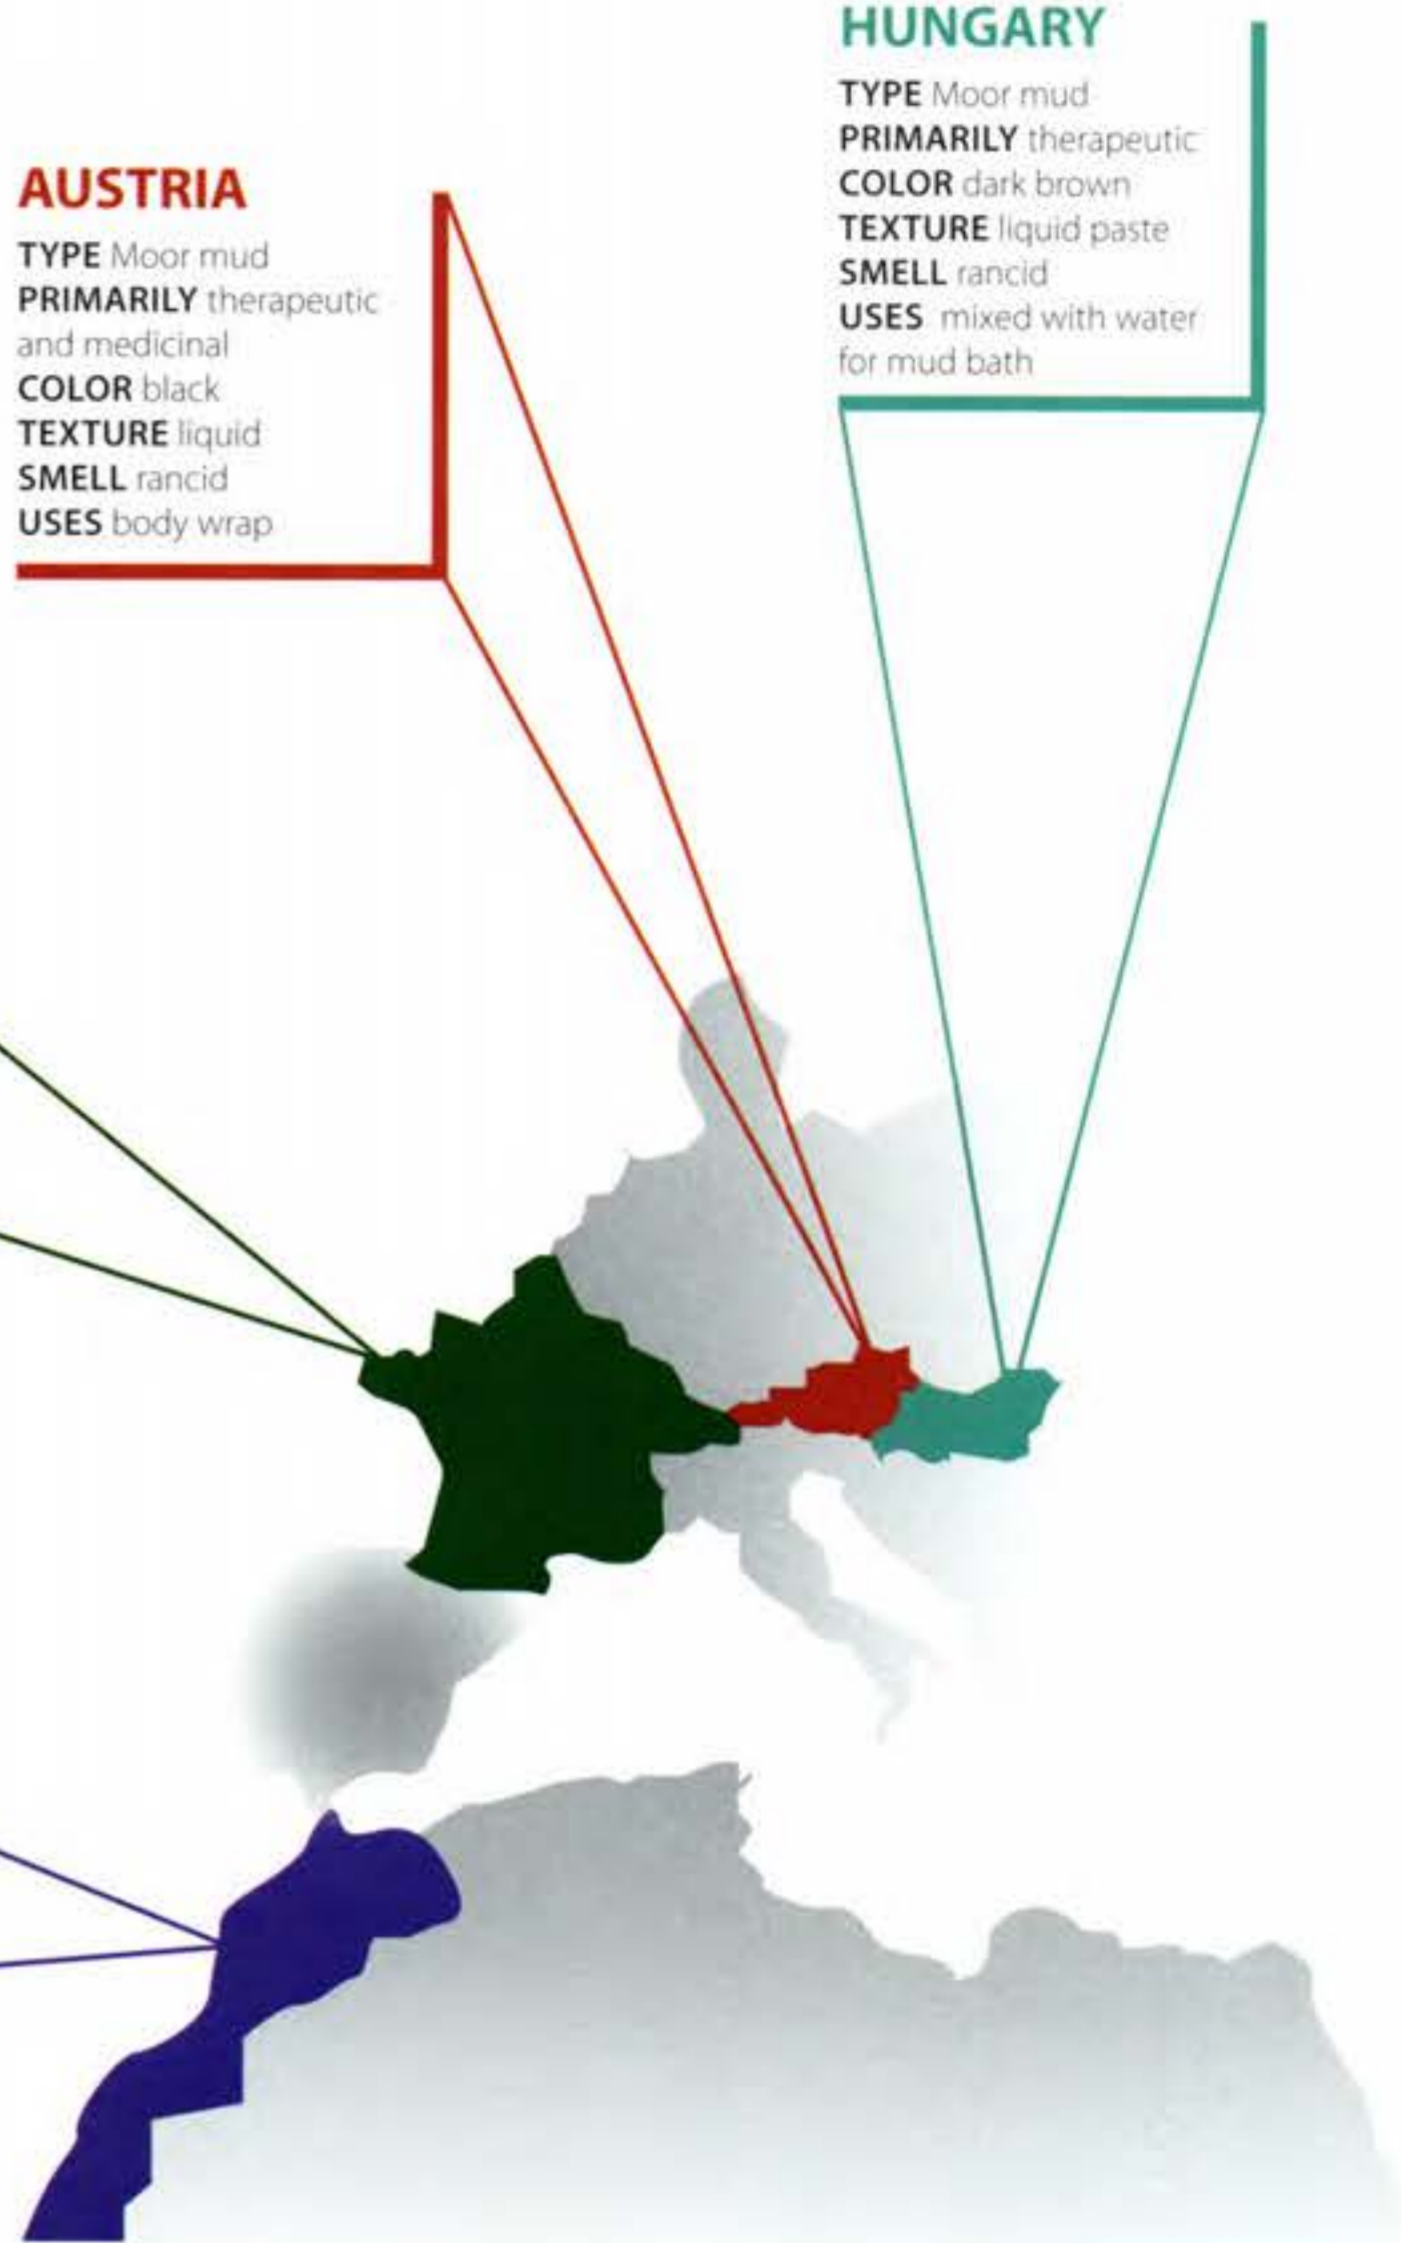 AUSTRIA
TYPE Moor mud
PRIMARILY therapeutic
and medicinal
COLOR black
TEXTURE liquid
SMELL rancid
USES body wrap
HUNGARY
TYPE Moor mud
PRIMARILY therapeutic
COLOR dark brown
TEXTURE liquid paste
SMELL rancid
USES mixed with water
for mud bath